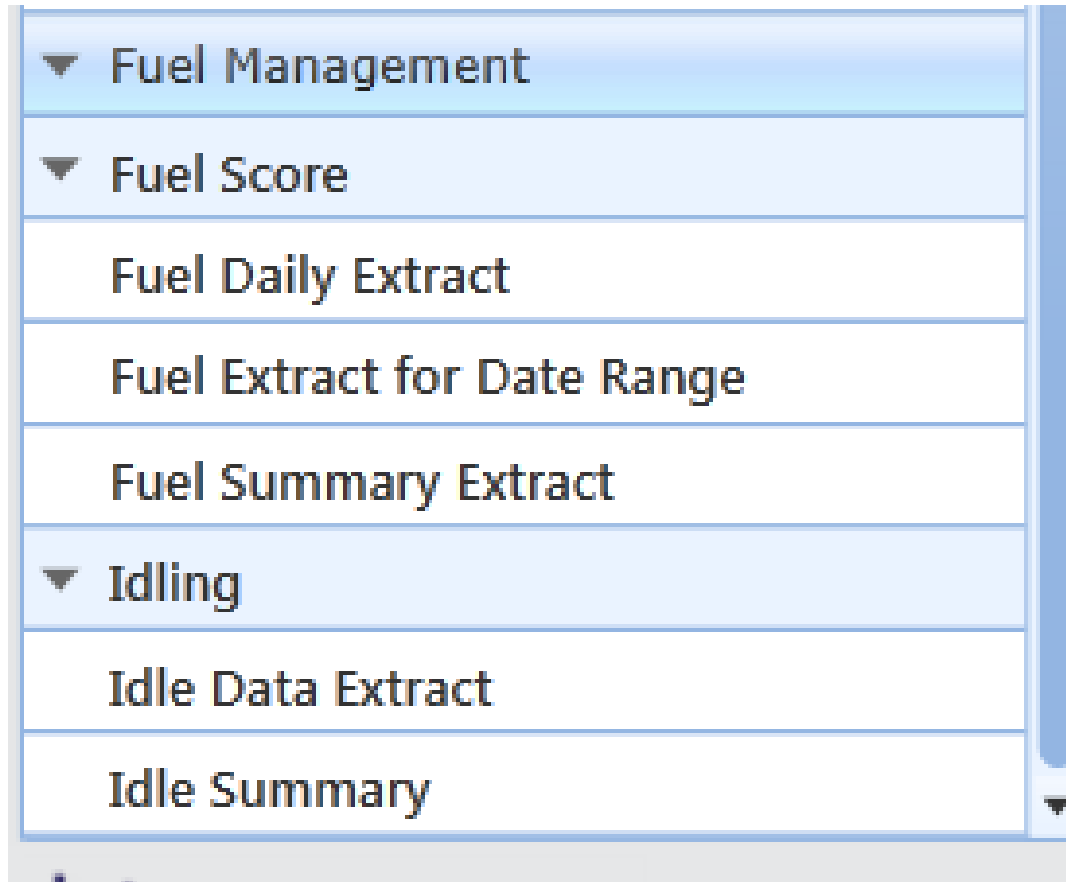 Fuel Management
Fuel Score
Fuel Daily Extract
Fuel Extract for Date Range
Fuel Summary Extract
Idling
Idle Data Extract
Idle Summary